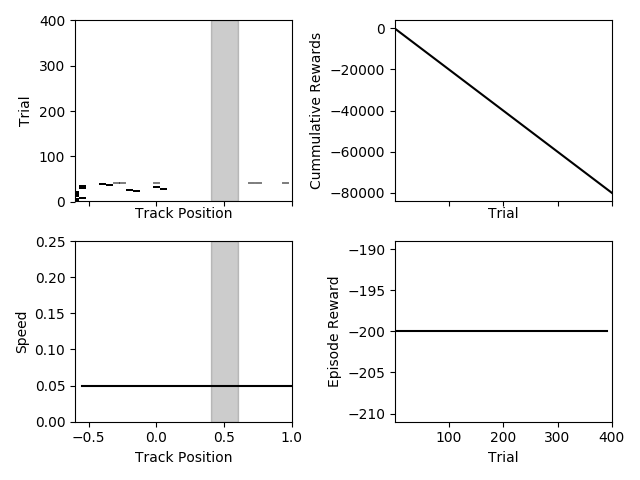 400
300
200
100
0
Trial
Track Position
0
−20000
−40000
−60000
−80000
Cummulative Rewards
Trial
0.25
0.20
0.15
0.10
0.05
0.00
Speed
−0.5 0.0 0.5 1.0
Track Position
−190
−195
−200
−205
−210
Episode Reward
100 200 300 400
Trial